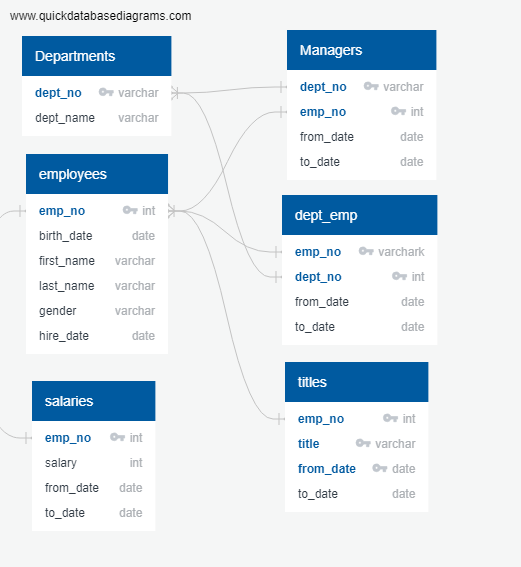 www.quickdatabasediagrams.com
Departments
dept_no varchar
dept_name varchar
employees
emp_no int
birth_date date
first_name varchar
last_name varchar
gender varchar
hire_date date
salaries
emp_no int
salary int
from_date date
to_date date
Managers
dept_no varchar
emp_no int
from_date date
to_date date
dept_emp
emp_no varchark
dept_no int
from_date date
to_date date
titles
emp_no int
title varchar
from_date date
to_date date